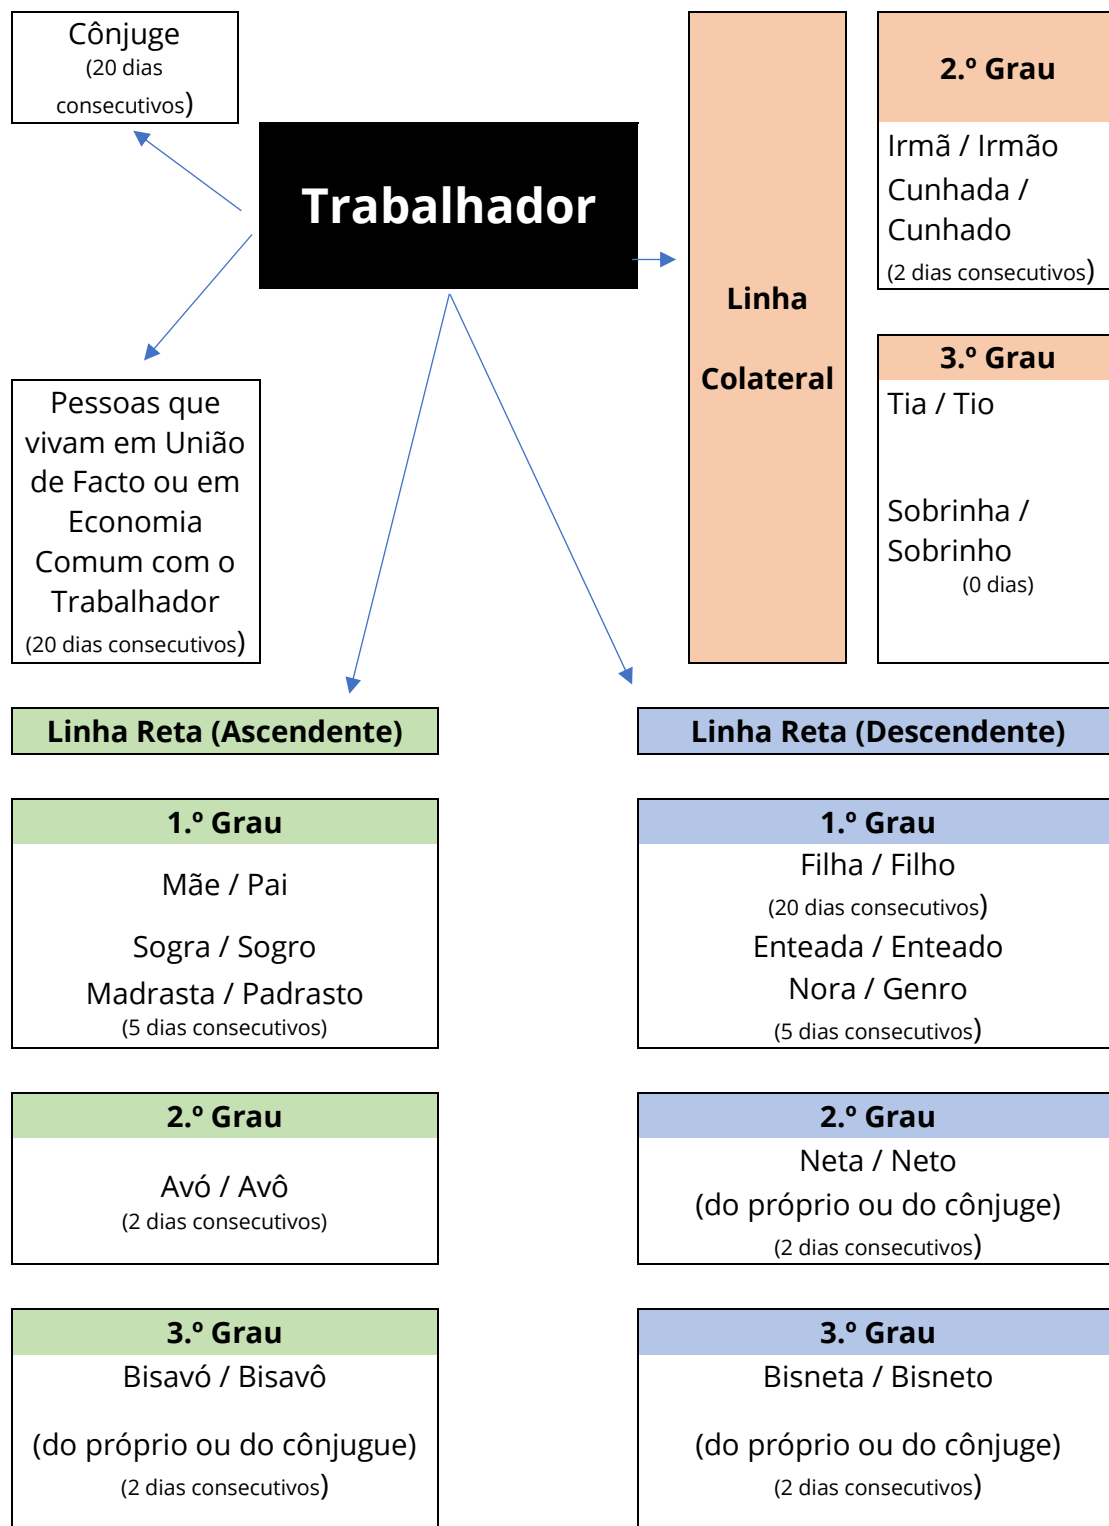 Cônjuge
(20 dias
consecutivos)
Trabalhador
Pessoas que
vivam em União
de Facto ou em
Economia
Comum com o
Trabalhador
(20 dias consecutivos)
Linha
Colateral
2.º Grau
Irmã / Irmão
Cunhada /
Cunhado
(2 dias consecutivos)
3.º Grau
Tia / Tio
Sobrinha /
Sobrinho
(0 dias)
Linha Reta (Ascendente)
1.º Grau
Mãe / Pai
Sogra / Sogro
Madrasta / Padrasto
(5 dias consecutivos)
2.º Grau
Avó / Avô
(2 dias consecutivos)
3.º Grau
Bisavó / Bisavô
(do próprio ou do cônjugue)
(2 dias consecutivos)
Linha Reta (Descendente)
1.º Grau
Filha / Filho
(20 dias consecutivos)
Enteada / Enteado
Nora / Genro
(5 dias consecutivos)
2.º Grau
Neta / Neto
(do próprio ou do cônjuge)
(2 dias consecutivos)
3.º Grau
Bisneta / Bisneto
(do próprio ou do cônjuge)
(2 dias consecutivos)